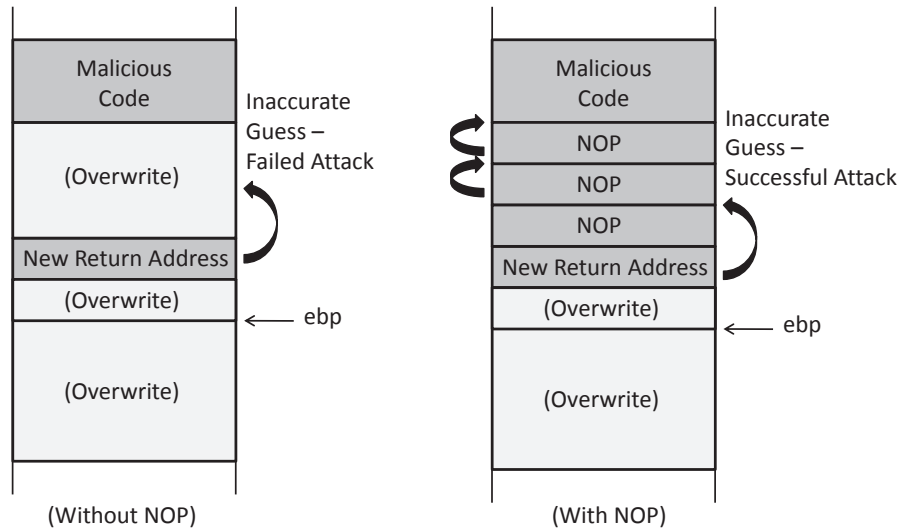 Malicious
Code
Inaccurate
Guess –
Failed Attack
(Overwrite)
New Return Address
(Overwrite)
ebp
(Overwrite)
(Without NOP)
Malicious
Code
NOP
Inaccurate
Guess –
Successful Attack
NOP
NOP
New Return Address
(Overwrite)
ebp
(Overwrite)
(With NOP)